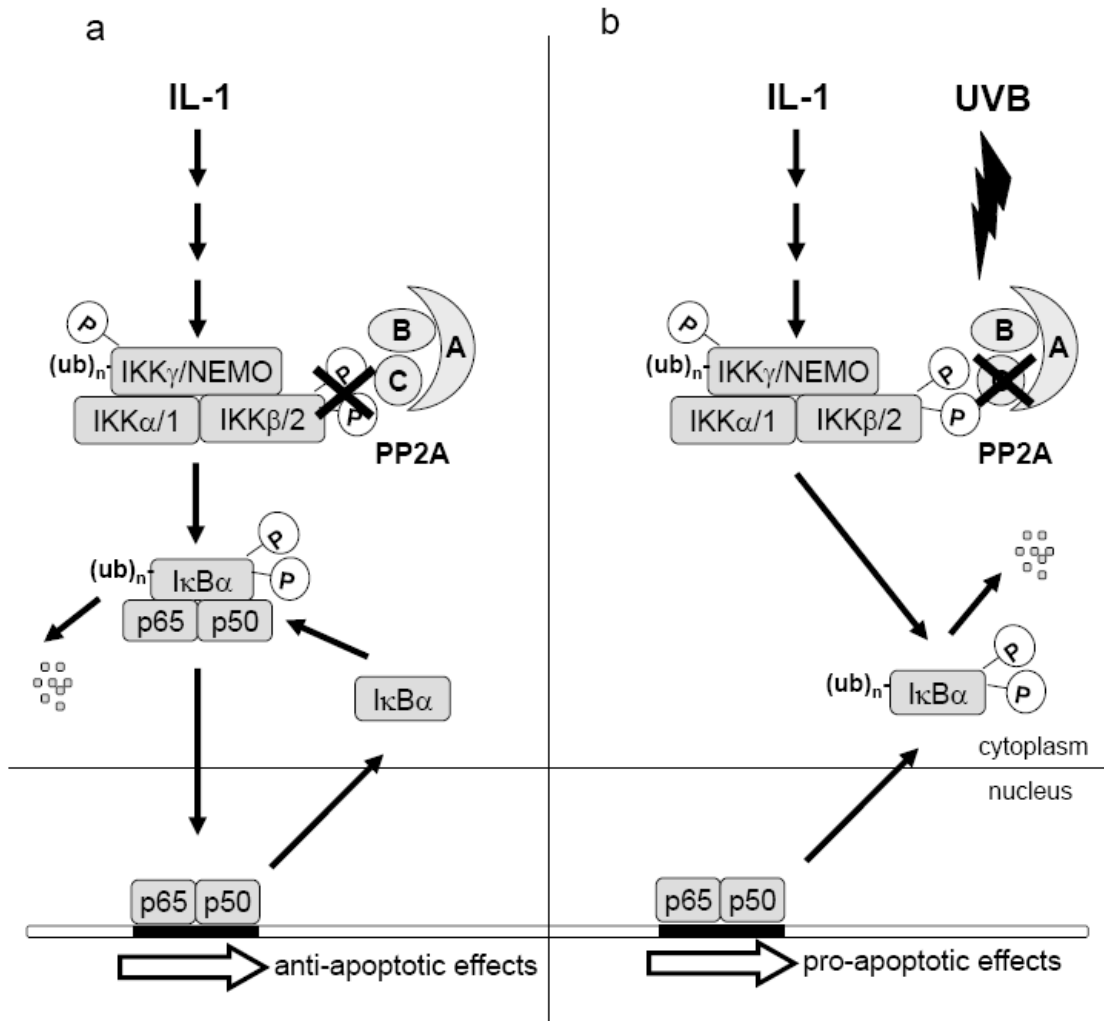 a
IL-1
P
(ub)n-
IKKγ/NEMO
IKKα/1
IKKβ/2
P
P
B
C
A
PP2A
(ub)n-
IκBα
P
P
p65
p50
IκBα
p65
p50
anti-apoptotic effects
b
IL-1
UVB
P
(ub)n-
IKKγ/NEMO
IKKα/1
IKKβ/2
P
P
B
A
PP2A
(ub)n-
IκBα
P
P
cytoplasm
nucleus
p65
p50
pro-apoptotic effects